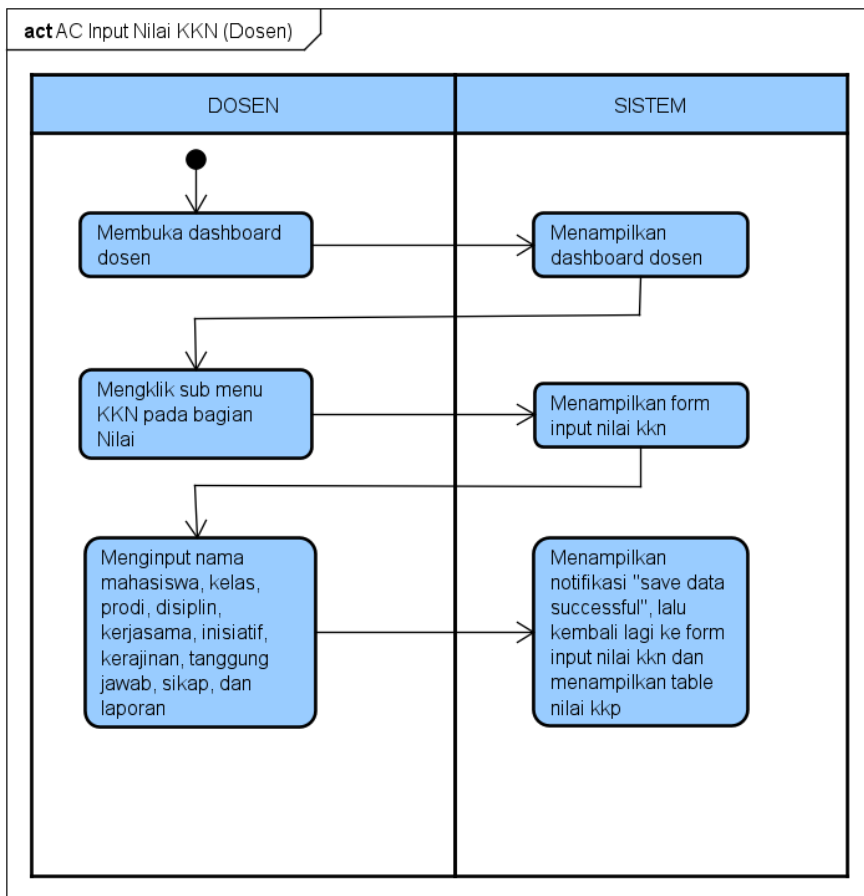 act AC Input Nilai KKN (Dosen)
DOSEN
SISTEM
Membuka dashboard
dosen
Menampilkan
dashboard dosen
Mengklik sub menu
KKN pada bagian
Nilai
Menampilkan form
input nilai kkn
Menginput nama
mahasiswa, kelas,
prodi, disiplin,
kerjasama, inisiatif,
kerajinan, tanggung
jawab, sikap, dan
laporan
Menampilkan
notifikasi "save data
successful", lalu
kembali lagi ke form
input nilai kkn dan
menampilkan table
nilai kkp